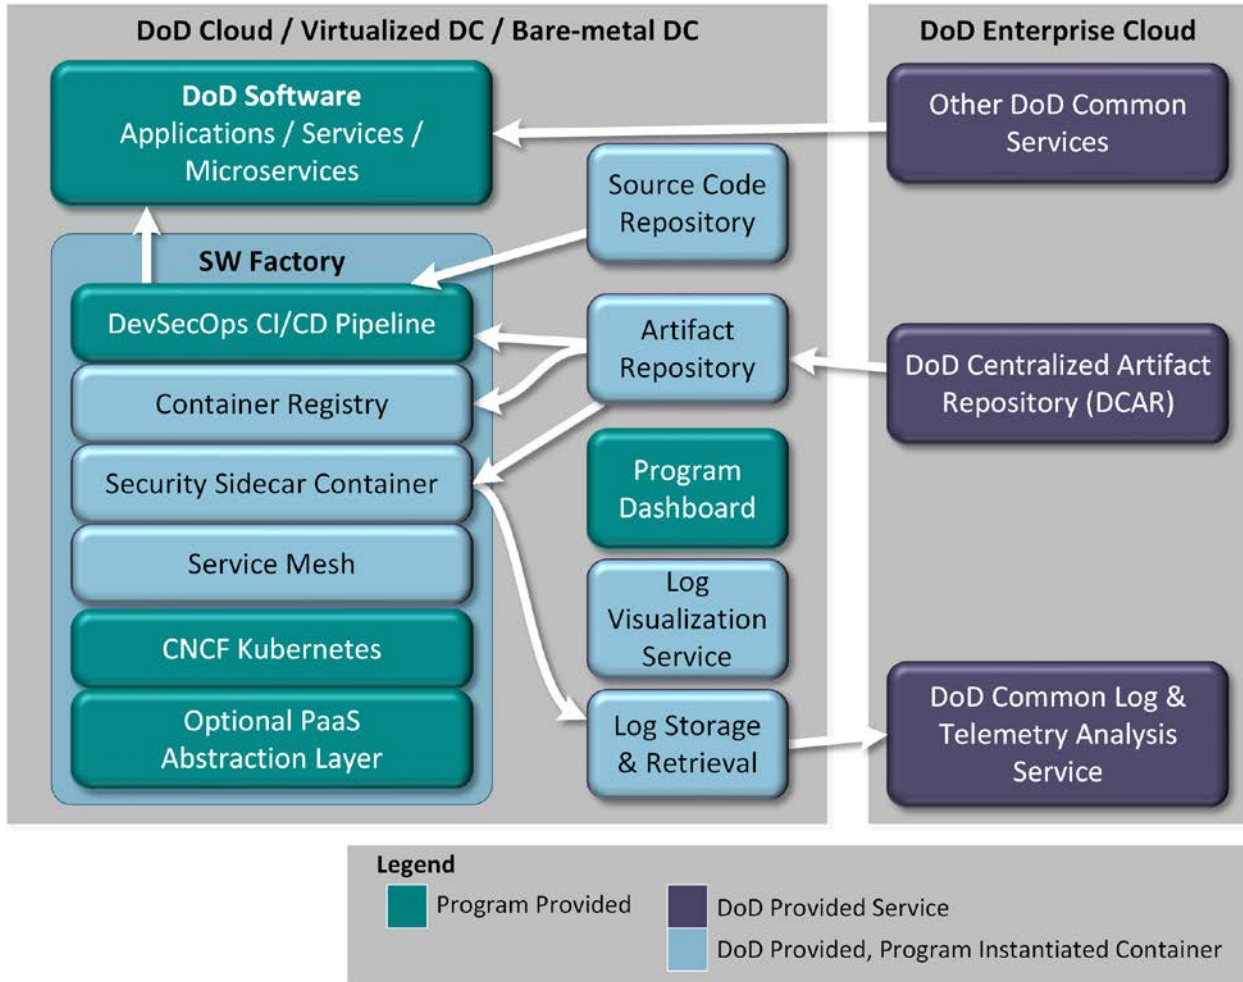 DoD Cloud / Virtualized DC / Bare-metal DC
DoD Software
Applications / Services /
Microservices
SW Factory
DevSecOps CI/CD Pipeline
Container Registry
Security Sidecar Container
Service Mesh
CNCF Kubernetes
Optional PaaS
Abstraction Layer
Source Code
Repository
Artifact
Repository
Program
Dashboard
Log
Visualization
Service
Log Storage
& Retrieval
DoD Enterprise Cloud
Other DoD Common
Services
DoD Centralized Artifact
Repository (DCAR)
DoD Common Log &
Telemetry Analysis
Service
Legend
Program Provided
DoD Provided Service
DoD Provided, Program Instantiated Container